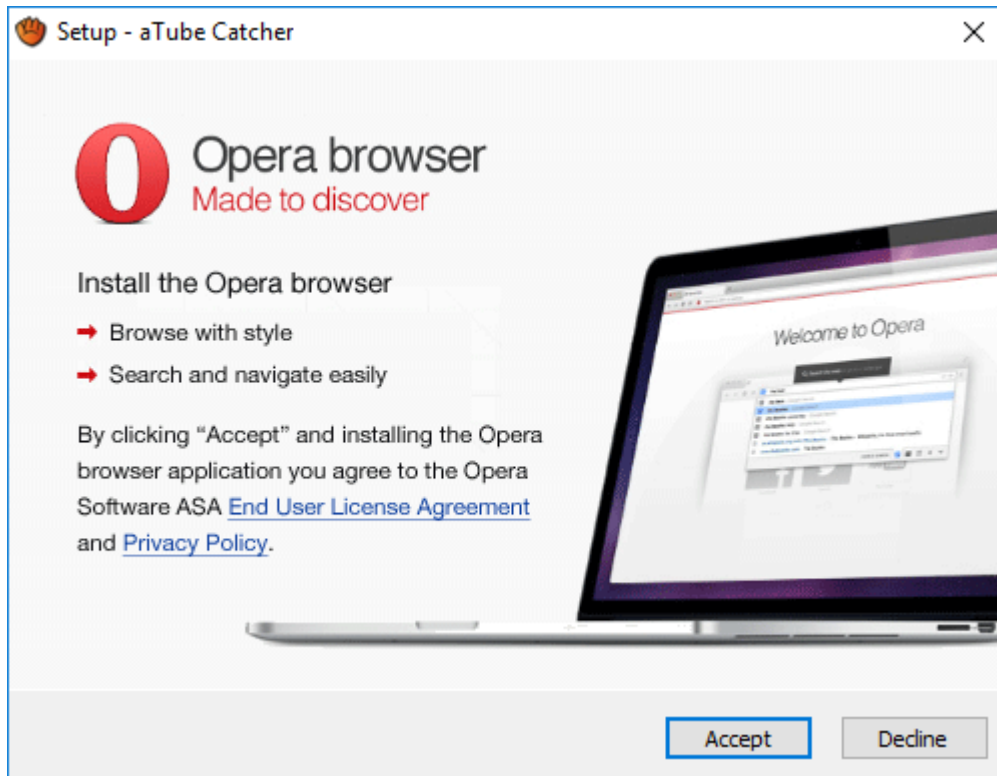 Setup - aTube Catcher
Opera browser
Made to discover
Install the Opera browser
Browse with style
Search and navigate easily
By clicking “Accept” and installing the Opera
browser application you agree to the Opera
Software ASA End User License Agreement
and Privacy Policy.
Welcome to Opera
Accept
Decline